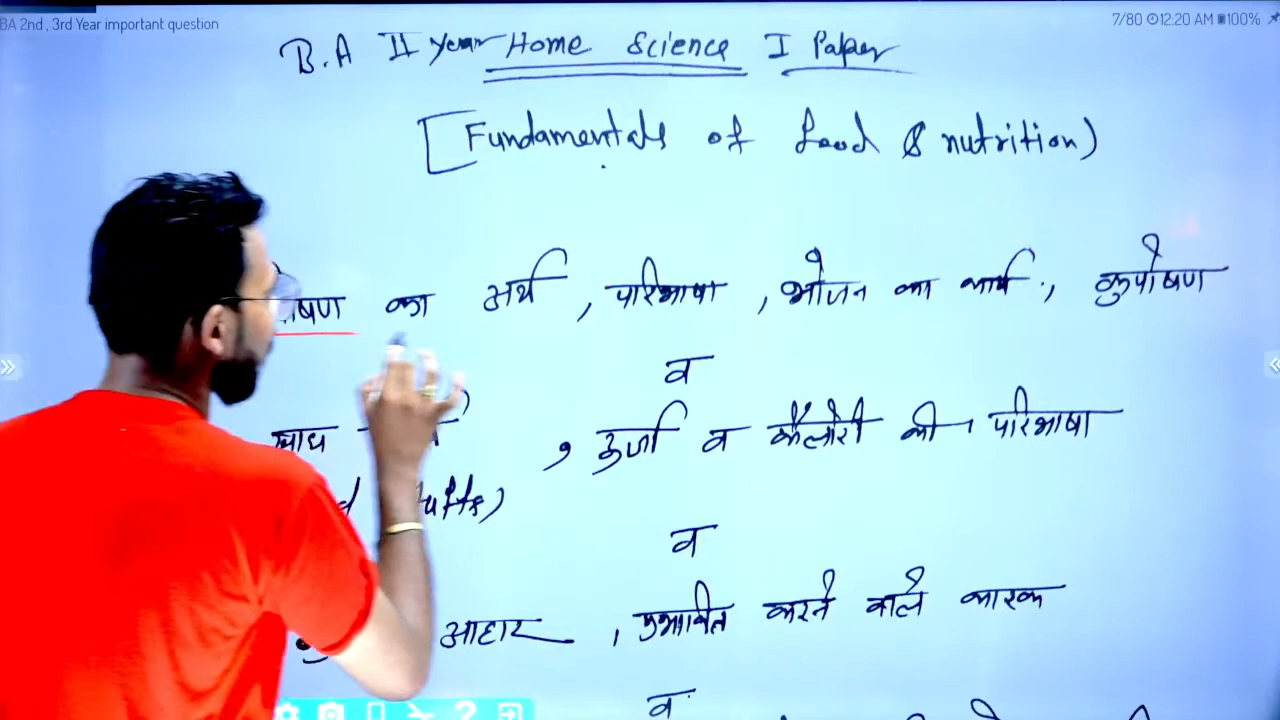 BA 2nd , 3rd Year important question
7/80 12.20 AM 100%
B.A II year Home Science I Paper
[Fundamentals of food & nutrition)
षण का अर्थ , परिभाषा , भोजन का कार्य , कुपोषण
व
खाद्य , ऊर्जा व कैलोरी की परिभाषा
व
आहार , प्रभावित करने वाले कारक
व